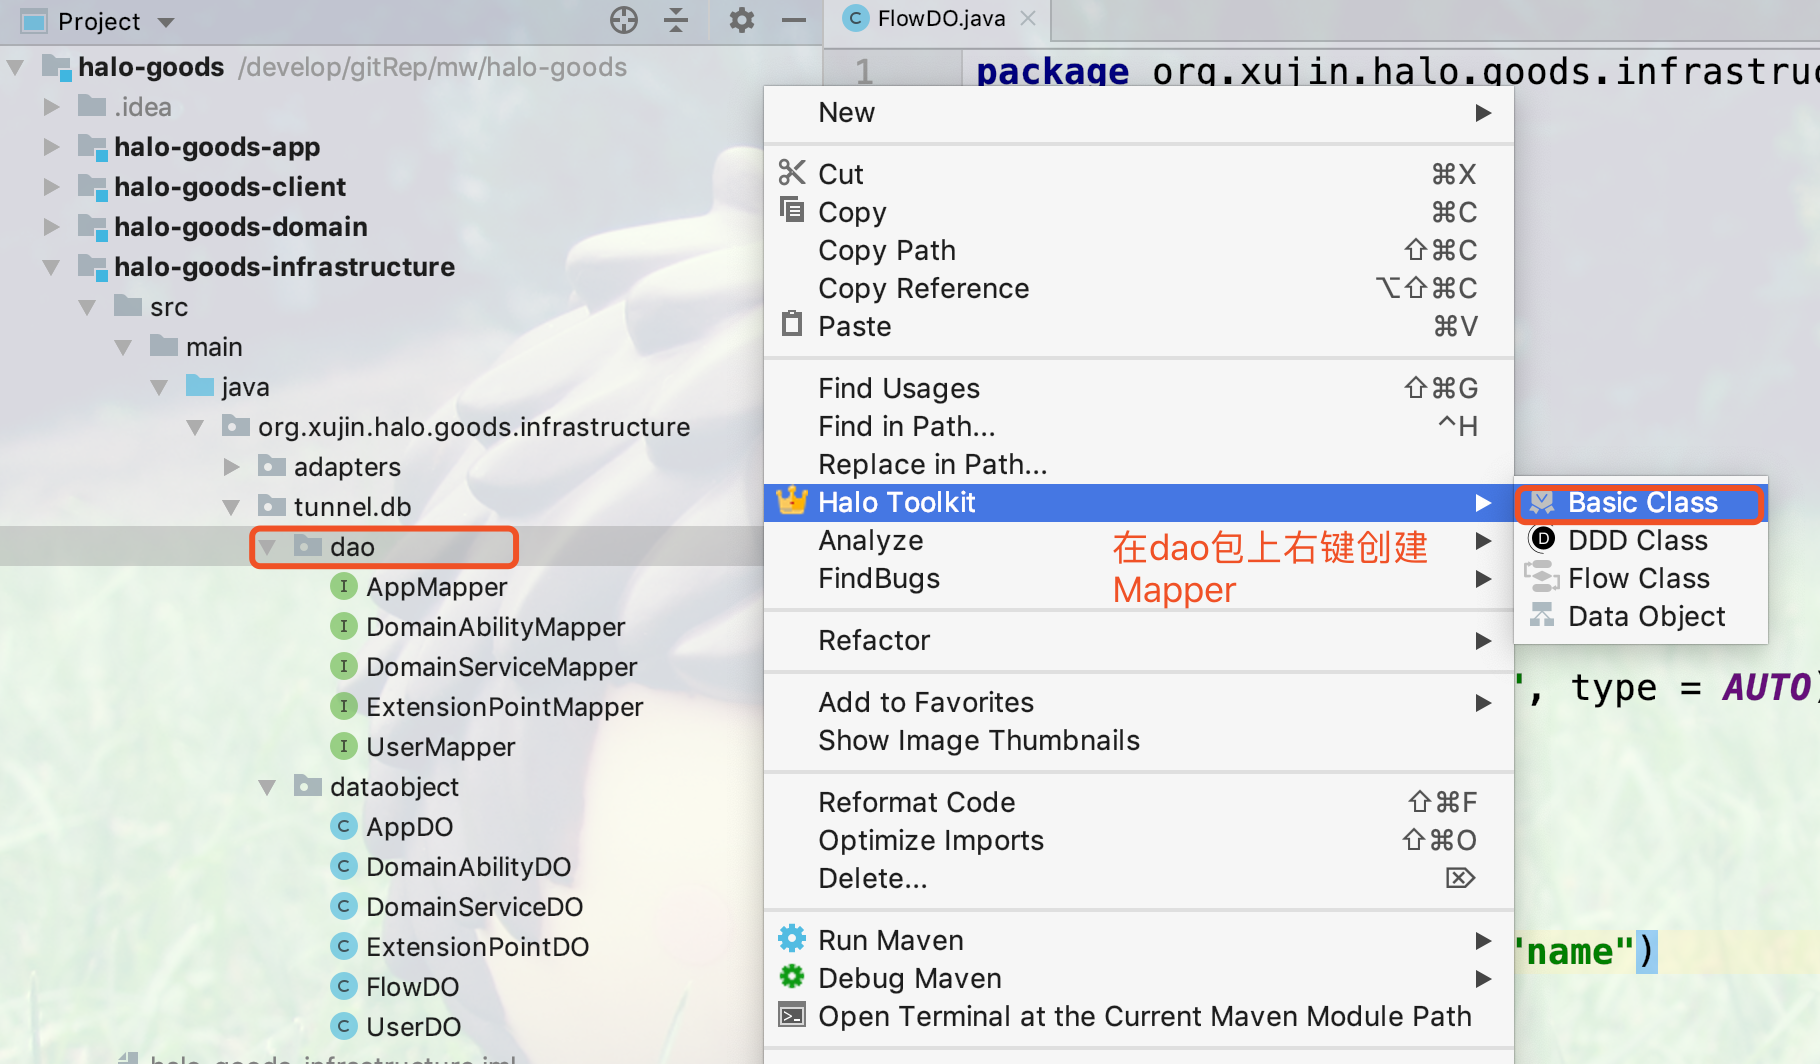 Project
halo-goods /develop/gitRep/mw/halo-goods
.idea
halo-goods-app
halo-goods-client
halo-goods-domain
halo-goods-infrastructure
src
main
java
org.xujin.halo.goods.infrastructure
adapters
tunnel.db
dao
AppMapper
DomainAbilityMapper
DomainServiceMapper
ExtensionPointMapper
UserMapper
dataobject
AppDO
DomainAbilityDO
DomainServiceDO
ExtensionPointDO
FlowDO
UserDO
halo-goods-infrastructure.iml
FlowDO.java
1 package org.xujin.halo.goods.infrastruc
New
Cut ⌘X
Copy ⌘C
Copy Path ⇧⌘C
Copy Reference ⌥⇧⌘C
Paste ⌘V
Find Usages ⇧⌘G
Find in Path... ^H
Replace in Path...
Halo Toolkit
Analyze
FindBugs
在dao包上右键创建
Mapper
Refactor
Add to Favorites
Show Image Thumbnails
Reformat Code ⇧⌘F
Optimize Imports ⇧⌘O
Delete... ⌦
Run Maven
Debug Maven
Open Terminal at the Current Maven Module Path
Basic Class
DDD Class
Flow Class
Data Object
", type = AUTO)
"name")